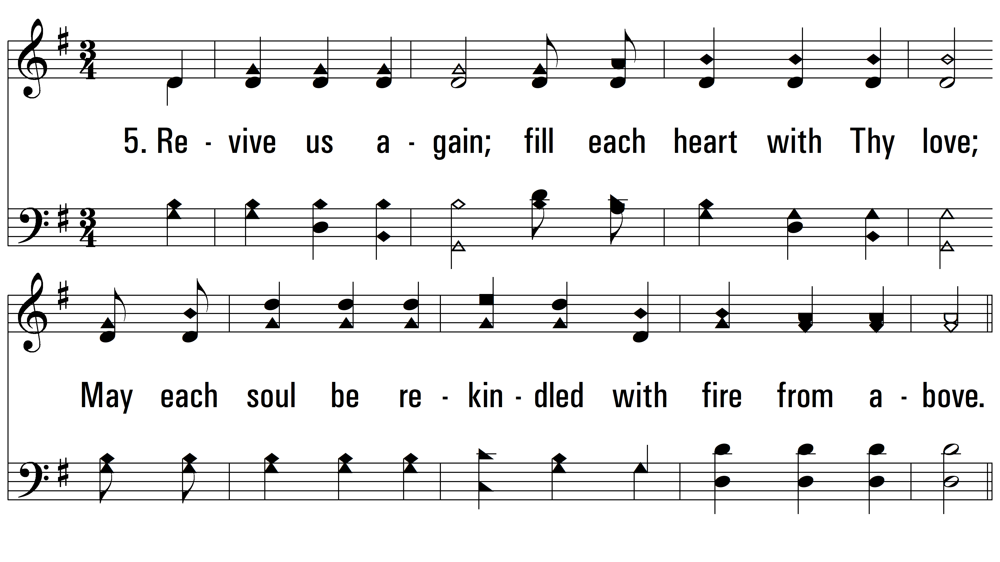 5. Re - vive us a - gain; fill each heart with Thy love;
May each soul be re - kin - dled with fire from a - bove.